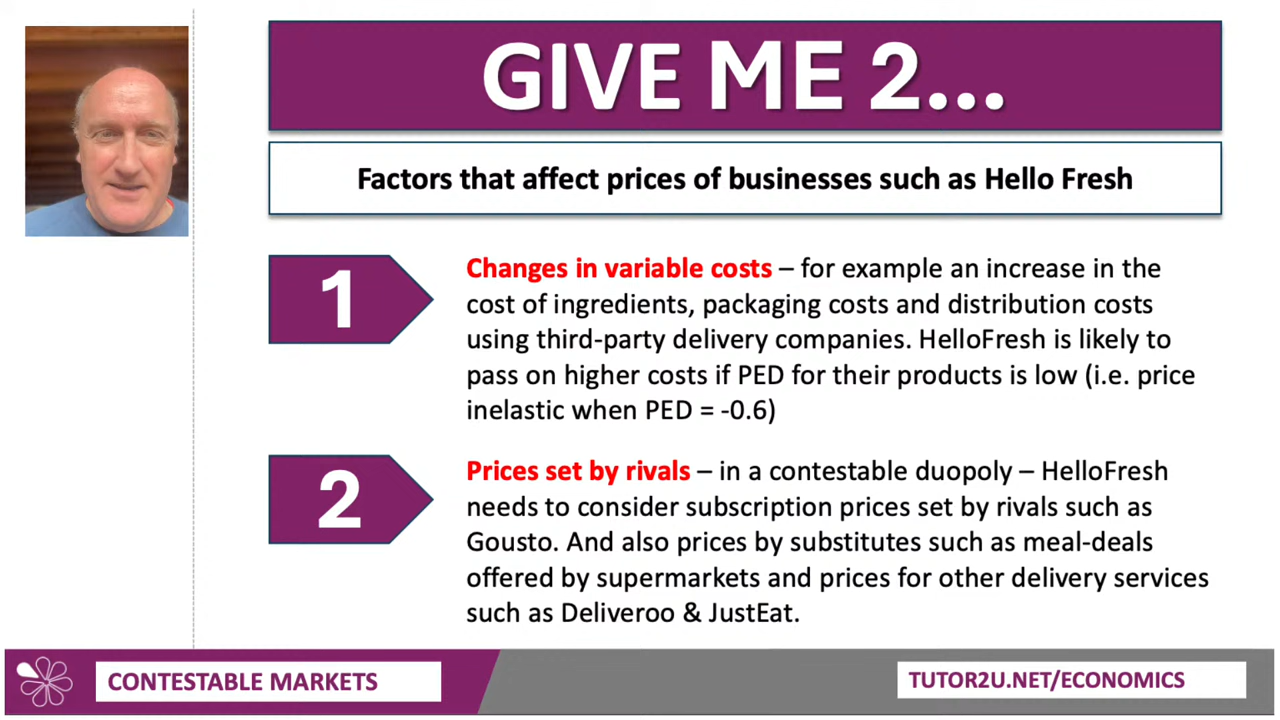 GIVE ME 2...
Factors that affect prices of businesses such as Hello Fresh
1
Changes in variable costs – for example an increase in the
cost of ingredients, packaging costs and distribution costs
using third-party delivery companies. HelloFresh is likely to
pass on higher costs if PED for their products is low (i.e. price
inelastic when PED = -0.6)
2
Prices set by rivals – in a contestable duopoly – HelloFresh
needs to consider subscription prices set by rivals such as
Gousto. And also prices by substitutes such as meal-deals
offered by supermarkets and prices for other delivery services
such as Deliveroo & JustEat.
CONTESTABLE MARKETS
TUTOR2U.NET/ECONOMICS